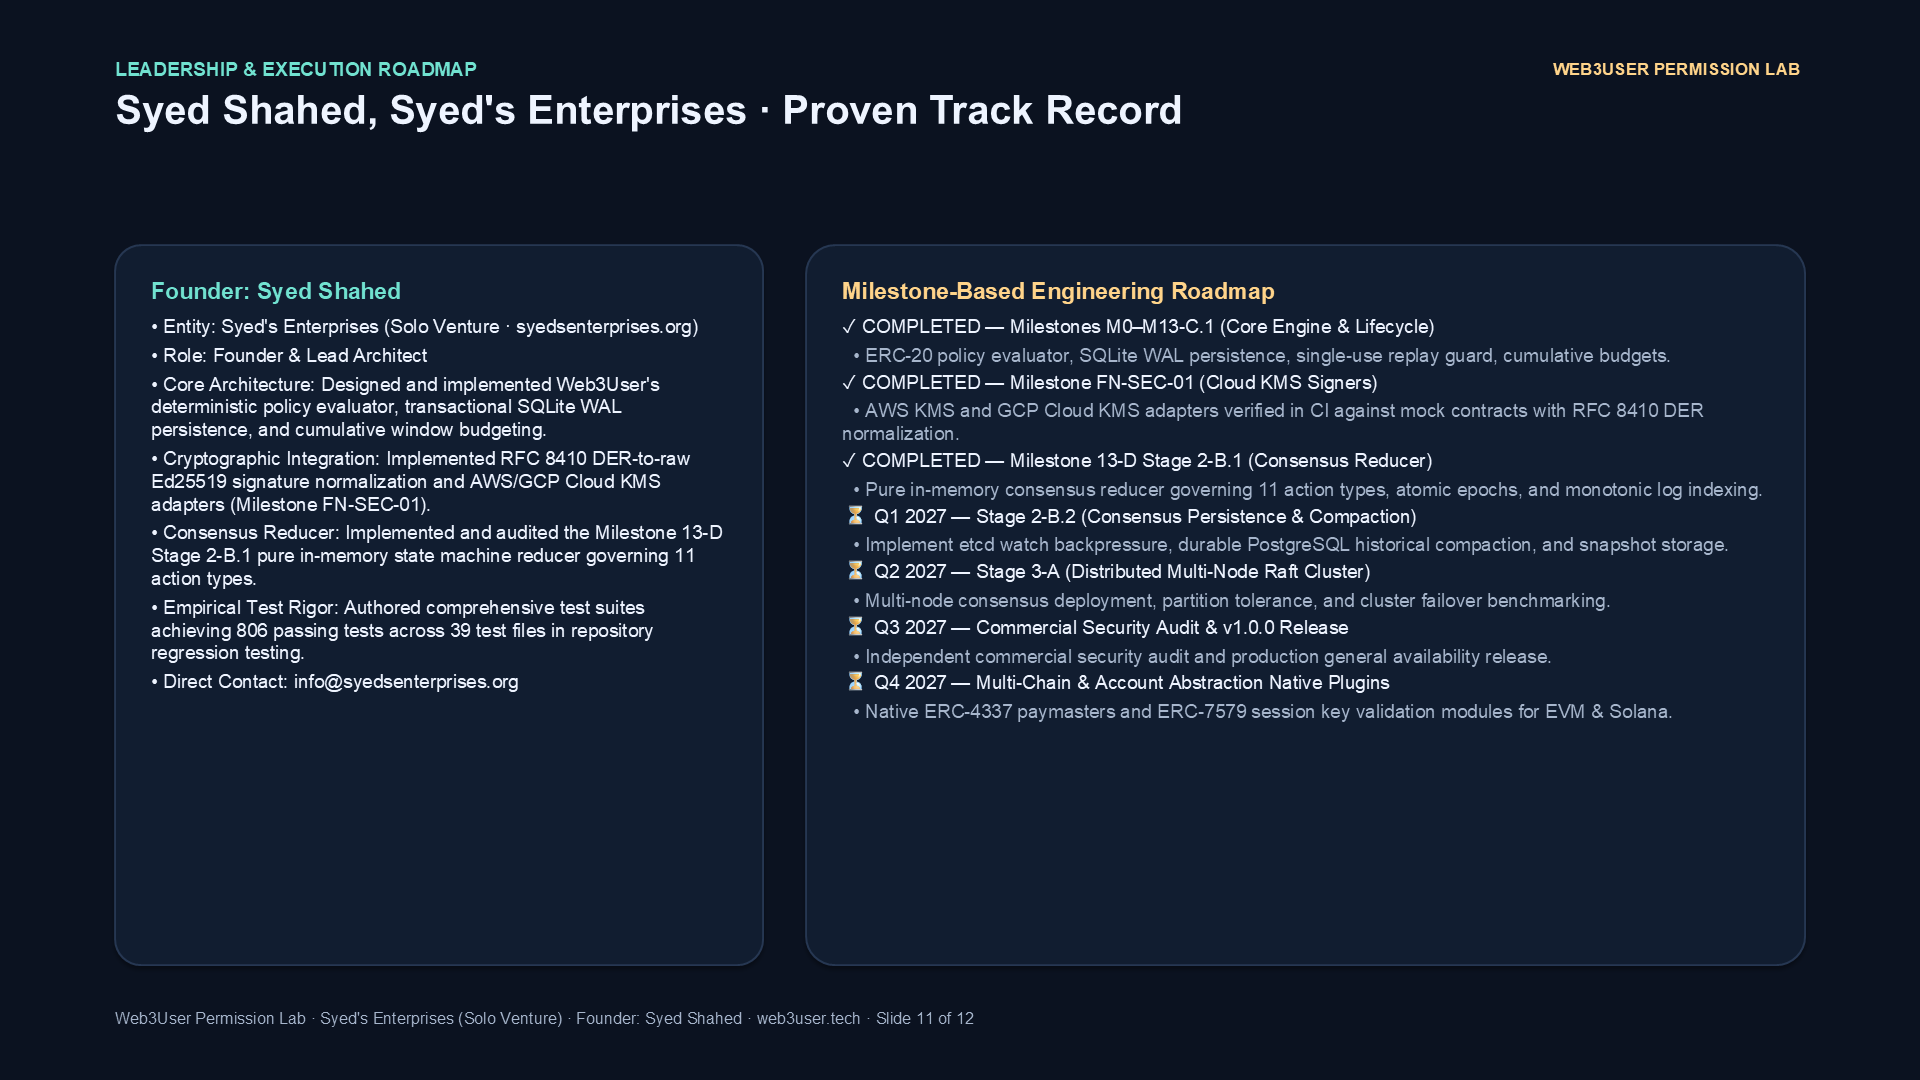 LEADERSHIP & EXECUTION ROADMAP
WEB3USER PERMISSION LAB
Syed Shahed, Syed's Enterprises · Proven Track Record
Founder: Syed Shahed
• Entity: Syed's Enterprises (Solo Venture · syedsenterprises.org)
• Role: Founder & Lead Architect
• Core Architecture: Designed and implemented Web3User's
deterministic policy evaluator, transactional SQLite WAL
persistence, and cumulative window budgeting.
• Cryptographic Integration: Implemented RFC 8410 DER-to-raw
Ed25519 signature normalization and AWS/GCP Cloud KMS
adapters (Milestone FN-SEC-01).
• Consensus Reducer: Implemented and audited the Milestone 13-D
Stage 2-B.1 pure in-memory state machine reducer governing 11
action types.
• Empirical Test Rigor: Authored comprehensive test suites
achieving 806 passing tests across 39 test files in repository
regression testing.
• Direct Contact: info@syedsenterprises.org
Milestone-Based Engineering Roadmap
✓ COMPLETED — Milestones M0–M13-C.1 (Core Engine & Lifecycle)
• ERC-20 policy evaluator, SQLite WAL persistence, single-use replay guard, cumulative budgets.
✓ COMPLETED — Milestone FN-SEC-01 (Cloud KMS Signers)
• AWS KMS and GCP Cloud KMS adapters verified in CI against mock contracts with RFC 8410 DER
normalization.
✓ COMPLETED — Milestone 13-D Stage 2-B.1 (Consensus Reducer)
• Pure in-memory consensus reducer governing 11 action types, atomic epochs, and monotonic log indexing.
⏳ Q1 2027 — Stage 2-B.2 (Consensus Persistence & Compaction)
• Implement etcd watch backpressure, durable PostgreSQL historical compaction, and snapshot storage.
⏳ Q2 2027 — Stage 3-A (Distributed Multi-Node Raft Cluster)
• Multi-node consensus deployment, partition tolerance, and cluster failover benchmarking.
⏳ Q3 2027 — Commercial Security Audit & v1.0.0 Release
• Independent commercial security audit and production general availability release.
⏳ Q4 2027 — Multi-Chain & Account Abstraction Native Plugins
• Native ERC-4337 paymasters and ERC-7579 session key validation modules for EVM & Solana.
Web3User Permission Lab · Syed's Enterprises (Solo Venture) · Founder: Syed Shahed · web3user.tech · Slide 11 of 12